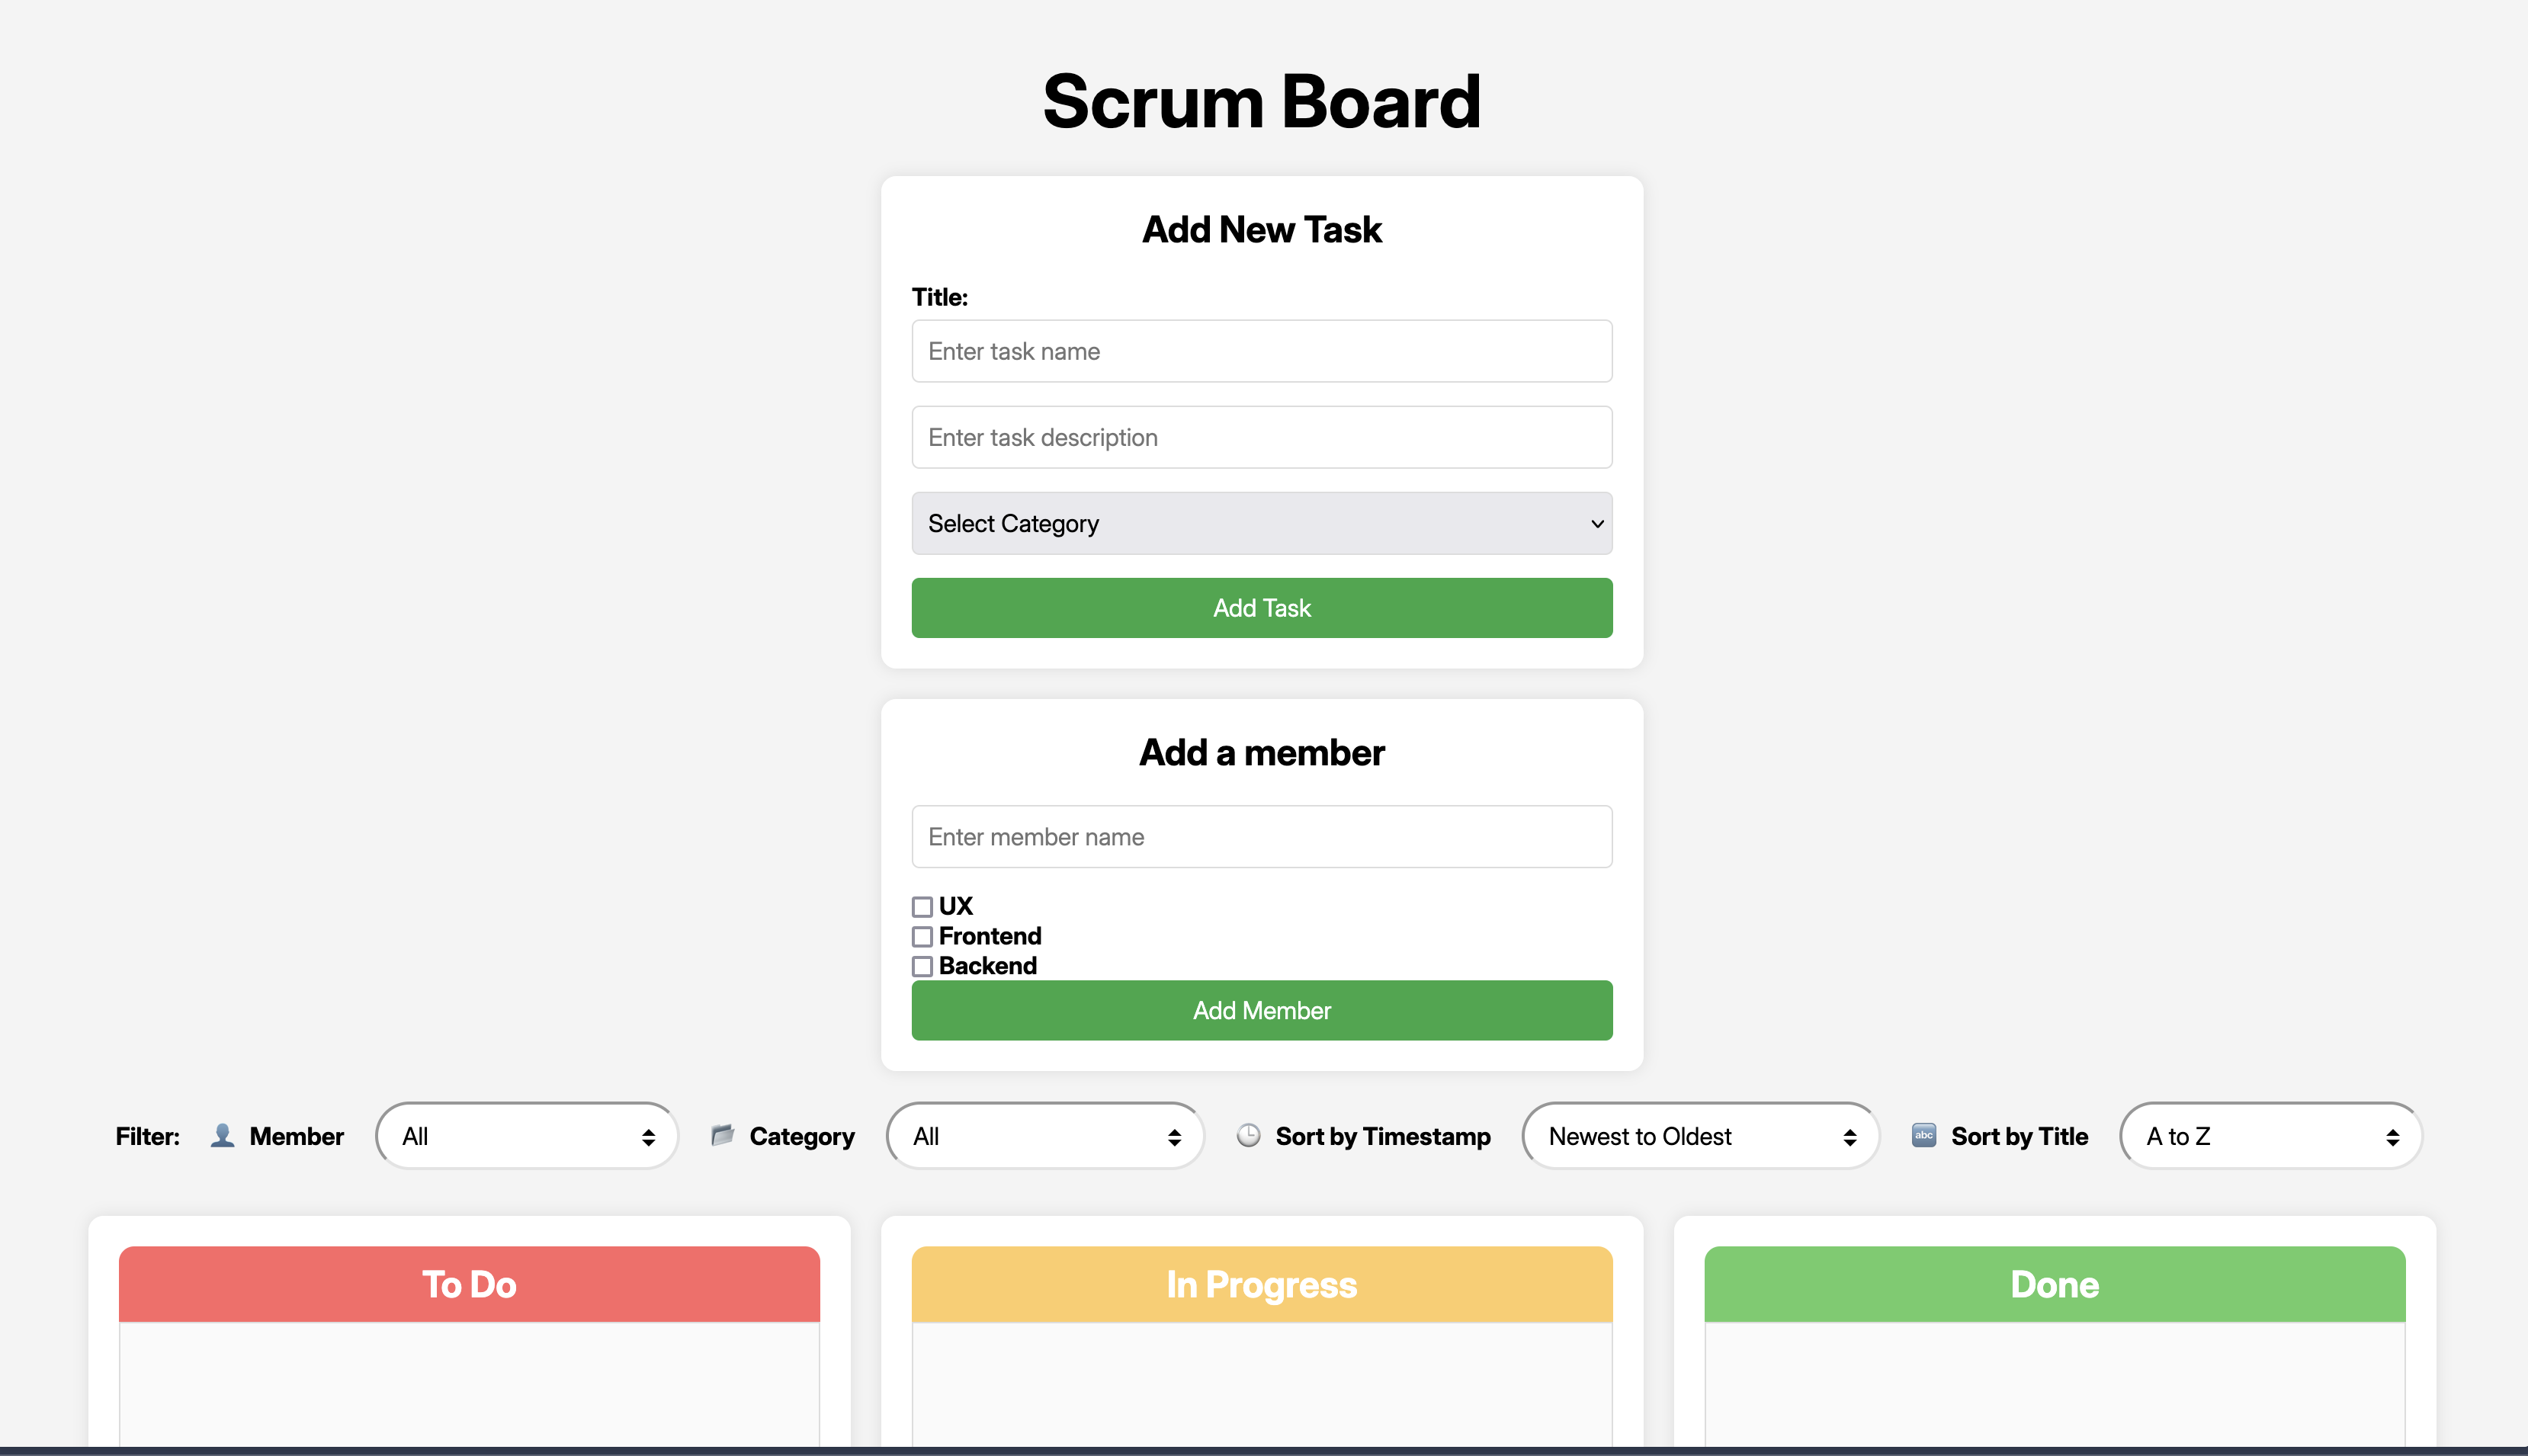 Scrum Board
Add New Task
Title:
Enter task name
Enter task description
Select Category
Add Task
Add a member
Enter member name
UX
Frontend
Backend
Add Member
Filter: Member All Category All Sort by Timestamp Newest to Oldest abc Sort by Title A to Z
To Do In Progress Done